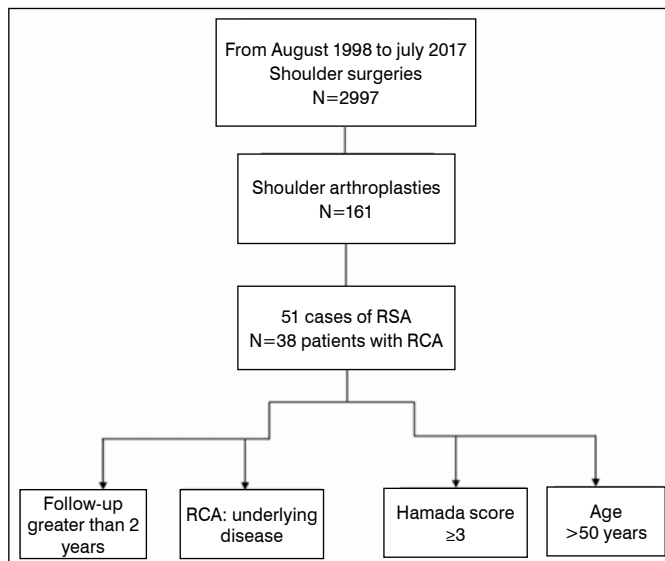 From August 1998 to july 2017
Shoulder surgeries
N=2997
Shoulder arthroplasties
N=161
51 cases of RSA
N=38 patients with RCA
Follow-up
greater than 2
years
RCA: underlying
disease
Hamada score
≥3
Age
>50 years